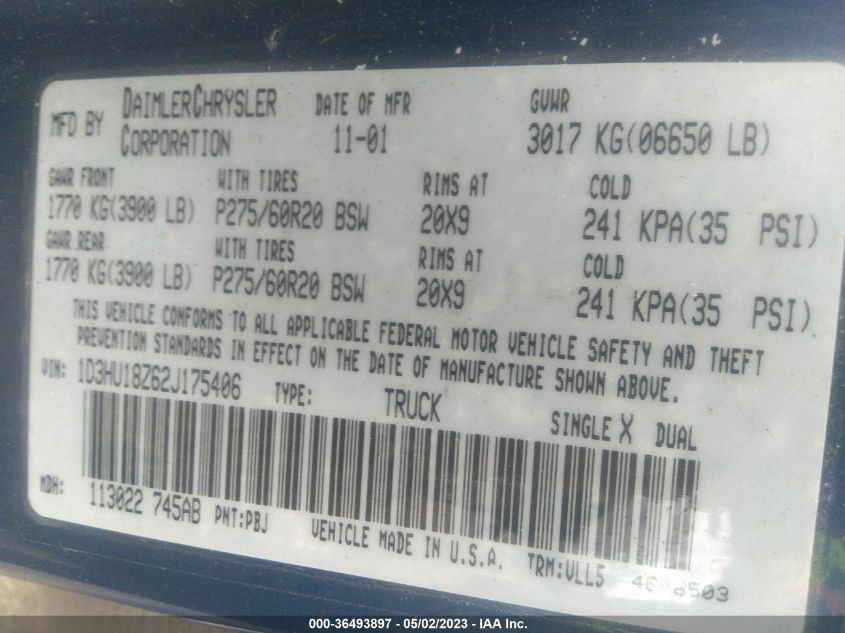 MFD BY DAIMLERCHRYSLER CORPORATION DATE OF MFR 11-01 GVWR 3017 KG(06650 LB)
GAWR FRONT WITH TIRES RIMS AT COLD
1770 KG(3900 LB) P275/60R20 BSW 20X9 241 KPA(35 PSI)
GAWR REAR WITH TIRES RIMS AT COLD
1770 KG(3900 LB) P275/60R20 BSW 20X9 241 KPA(35 PSI)
THIS VEHICLE CONFORMS TO ALL APPLICABLE FEDERAL MOTOR VEHICLE SAFETY AND THEFT
PREVENTION STANDARDS IN EFFECT ON THE DATE OF MANUFACTURE SHOWN ABOVE.
VIN: 1D3HU18Z62J175406 TYPE: TRUCK SINGLE X DUAL
MDH: 113022 745AB PNT:PBJ VEHICLE MADE IN U.S.A. TRM:VLL5
000-36493897 - 05/02/2023 - IAA Inc.